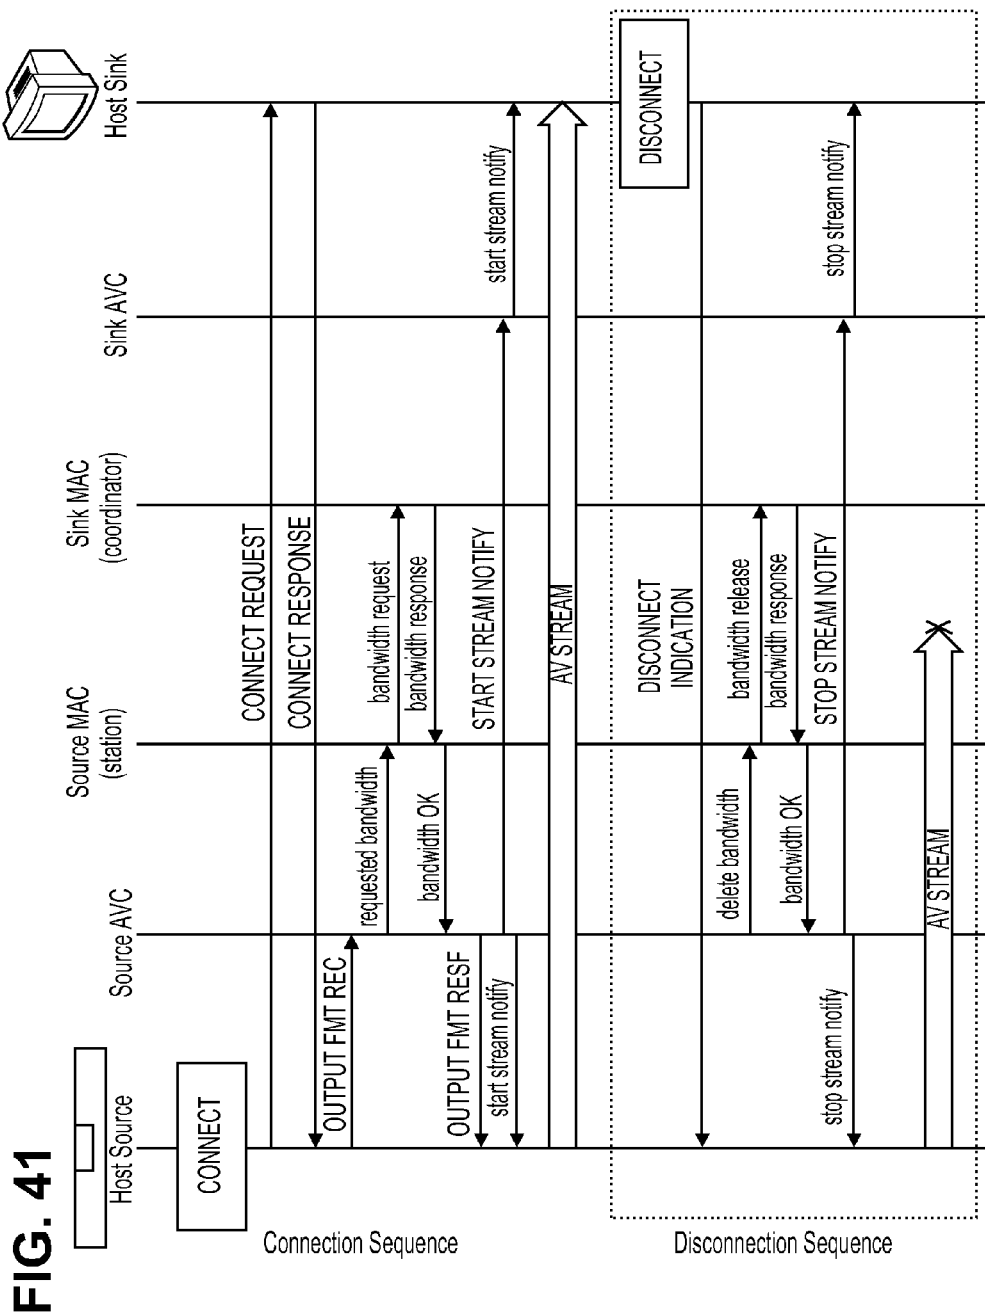 FIG. 41
Host Source
Source AVC
Source MAC
(station)
Sink MAC
(coordinator)
Sink AVC
Host Sink
Connection Sequence
CONNECT
CONNECT REQUEST
CONNECT RESPONSE
OUTPUT FMT REC
requested bandwidth
bandwidth request
bandwidth response
bandwidth OK
OUTPUT FMT RESF
start stream notify
START STREAM NOTIFY
start stream notify
AV STREAM
Disconnection Sequence
DISCONNECT
DISCONNECT
INDICATION
delete bandwidth
bandwidth release
bandwidth response
bandwidth OK
STOP STREAM NOTIFY
stop stream notify
stop stream notify
AV STREAM